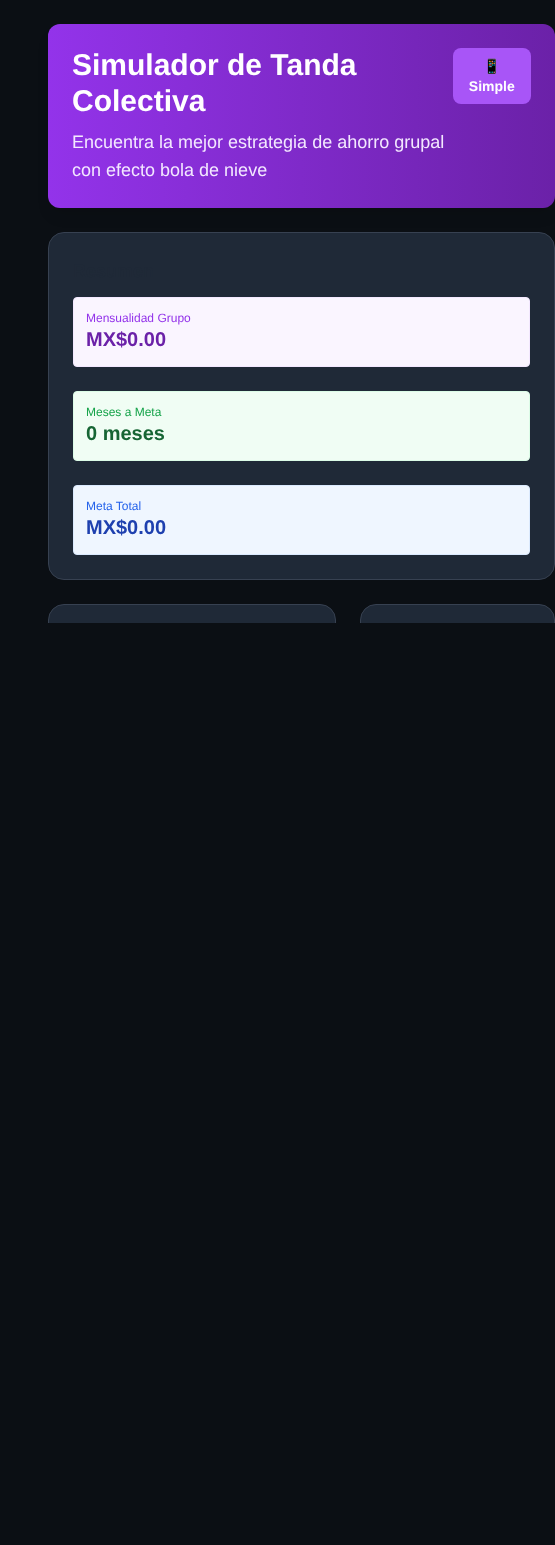 Simulador de Tanda
Colectiva
📱
Simple
Encuentra la mejor estrategia de ahorro grupal
con efecto bola de nieve
Mensualidad Grupo
MX$0.00
Meses a Meta
0 meses
Meta Total
MX$0.00